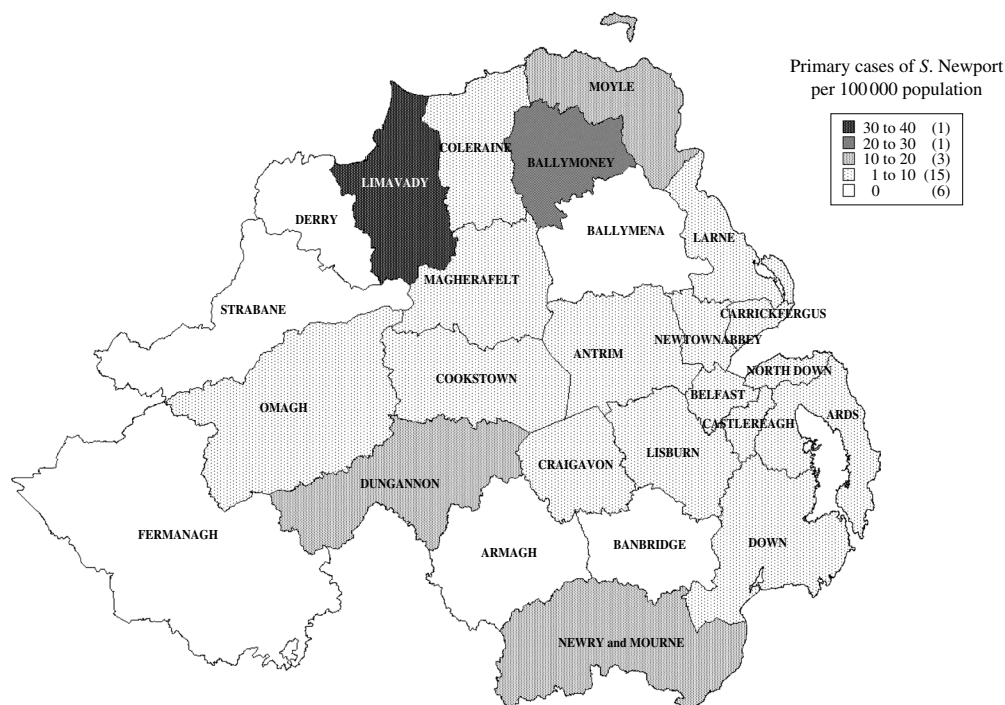 Primary cases of S. Newport
per 100 000 population
30 to 40 (1)
20 to 30 (1)
10 to 20 (3)
1 to 10 (15)
0 (6)
MOYLE
COLERAINE
BALLYMONEY
LIMAVADY
DERRY
BALLYMENA
LARNE
MAGHERAFELT
STRABANE
CARRICKFERGUS
NEWTOWNABBEY
ANTRIM
NORTH DOWN
COOKSTOWN
BELFAST
OMAGH
ARDS
CASTLEREAGH
LISBURN
CRAIGAVON
DUNGANNON
FERMANAGH
DOWN
ARMAGH
BANBRIDGE
NEWRY and MOURNE